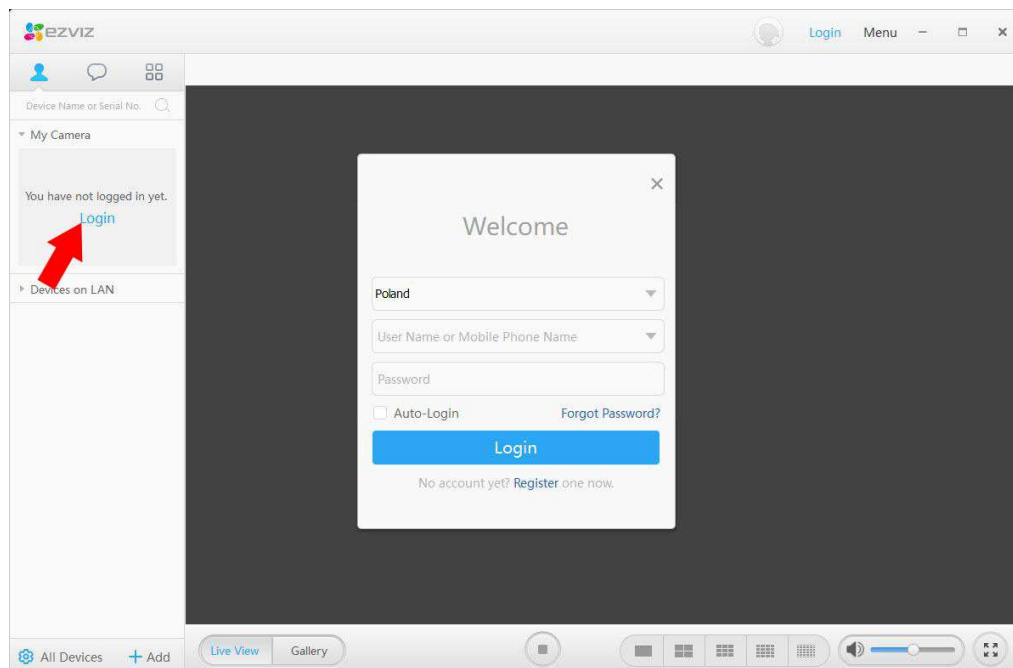 ezviz
Login Menu
Device Name or Serial No.
My Camera
You have not logged in yet.
Login
Devices on LAN
Welcome
Poland
User Name or Mobile Phone Name
Password
Auto-Login Forgot Password?
Login
No account yet? Register one now.
All Devices + Add
Live View Gallery